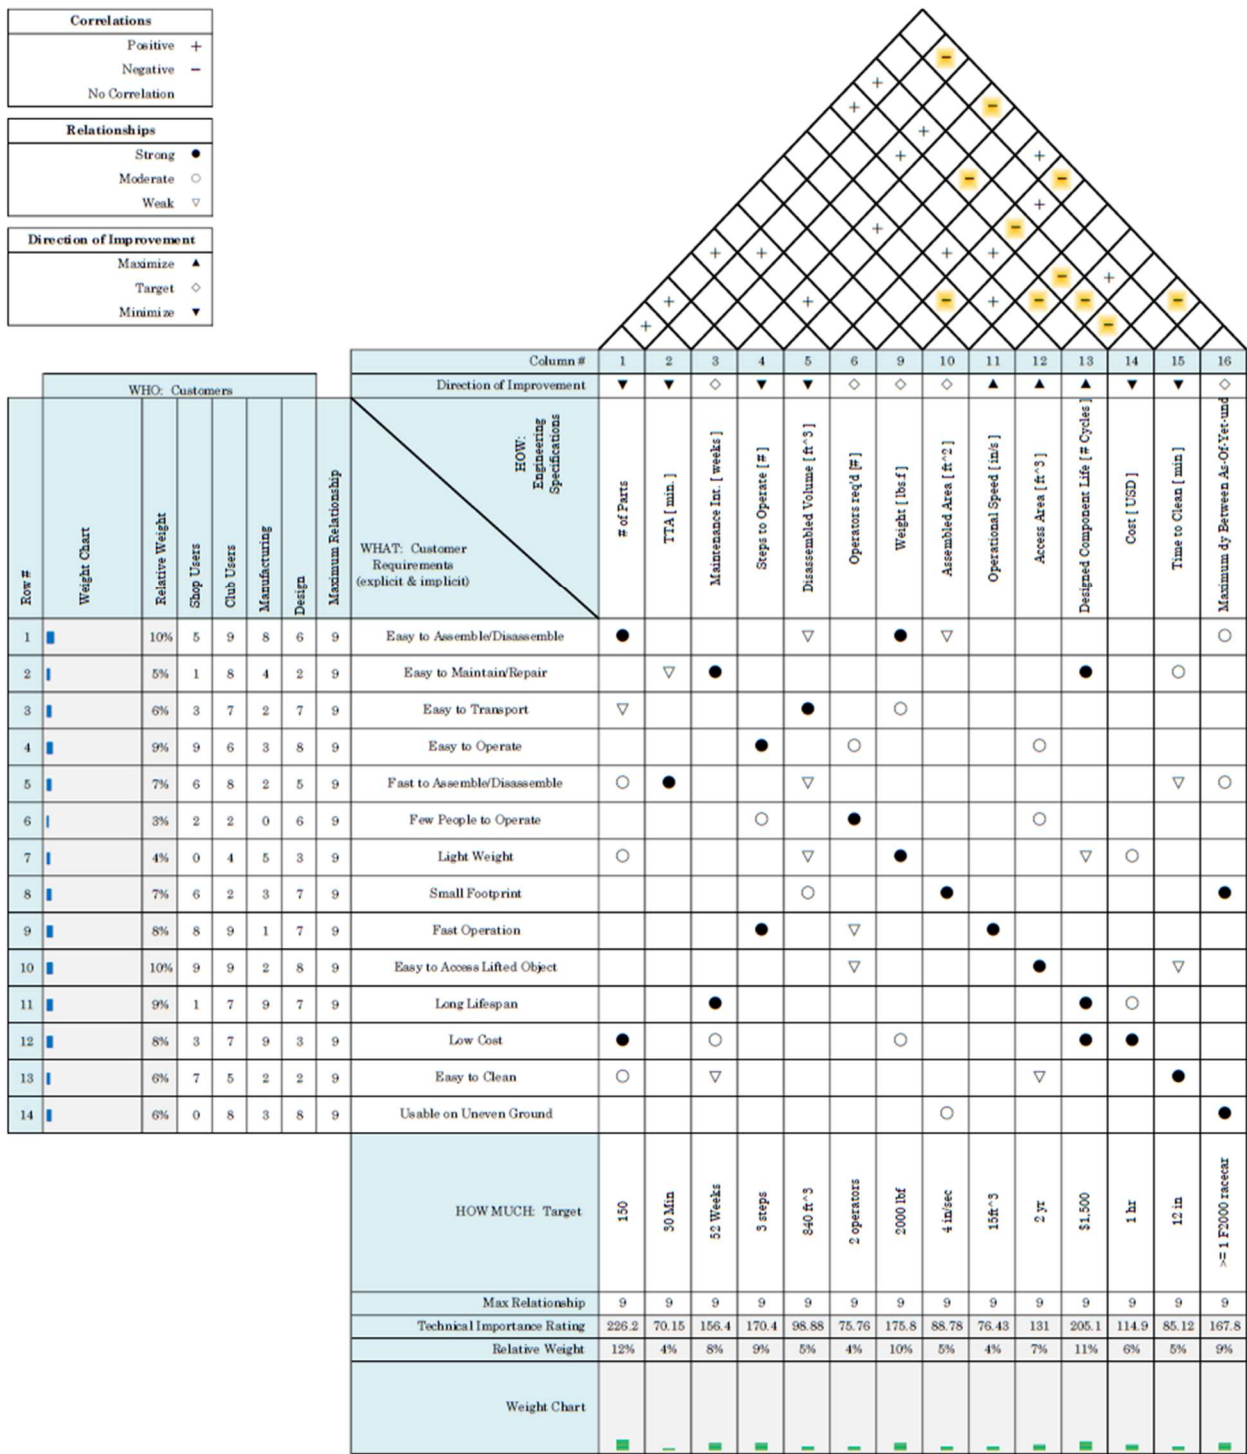 Correlations
Positive +
Negative −
No Correlation
Relationships
Strong ●
Moderate ○
Weak ▽
Direction of Improvement
Maximize ▲
Target ◇
Minimize ▼
Column # 1 2 3 4 5 6 9 10 11 12 13 14 15 16
WHO: Customers
Direction of Improvement ▼ ▼ ◇ ▼ ▼ ◇ ◇ ◇ ▲ ▲ ▲ ▼ ▼ ◇
Row #
Weight Chart
Relative Weight
Shop Users
Club Users
Manufacturing
Design
Maximum Relationship
HOW:
Engineering
Specifications
WHAT: Customer
Requirements
(explicit & implicit)
# of Parts
TTA [ min. ]
Maintenance Int. [ weeks ]
Steps to Operate [ # ]
Disassembled Volume [ ft^3 ]
Operators req'd [#]
Weight [ lbs.f ]
Assembled Area [ ft^2 ]
Operational Speed [ in/s ]
Access Area [ ft^3 ]
Designed Component Life [ # Cycles ]
Cost [ USD ]
Time to Clean [ min ]
Maximum dy Between As-Of-Yet-und
1 10% 5 9 8 6 9 Easy to Assemble/Disassemble ● ▽ ● ▽ ○
2 5% 1 8 4 2 9 Easy to Maintain/Repair ▽ ● ● ○
3 6% 3 7 2 7 9 Easy to Transport ▽ ● ○
4 9% 9 6 3 8 9 Easy to Operate ● ○ ○
5 7% 6 8 2 5 9 Fast to Assemble/Disassemble ○ ● ▽ ▽ ○
6 3% 2 2 0 6 9 Few People to Operate ○ ● ○
7 4% 0 4 5 3 9 Light Weight ○ ▽ ● ▽ ○
8 7% 6 2 3 7 9 Small Footprint ○ ● ●
9 8% 8 9 1 7 9 Fast Operation ● ▽ ●
10 10% 9 9 2 8 9 Easy to Access Lifted Object ▽ ● ▽
11 9% 1 7 9 7 9 Long Lifespan ● ● ○
12 8% 3 7 9 3 9 Low Cost ● ○ ○ ● ●
13 6% 7 5 2 2 9 Easy to Clean ○ ▽ ▽ ●
14 6% 0 8 3 8 9 Usable on Uneven Ground ○ ●
HOW MUCH: Target
150
30 Min
52 Weeks
3 steps
840 ft^3
2 operators
2000 lbf
4 in/sec
15ft^3
2 yr
$1,500
1 hr
12 in
>= 1 F2000 racecar
Max Relationship 9 9 9 9 9 9 9 9 9 9 9 9 9 9
Technical Importance Rating 226.2 70.15 156.4 170.4 98.88 75.76 175.8 88.78 76.43 131 205.1 114.9 85.12 167.8
Relative Weight 12% 4% 8% 9% 5% 4% 10% 5% 4% 7% 11% 6% 5% 9%
Weight Chart